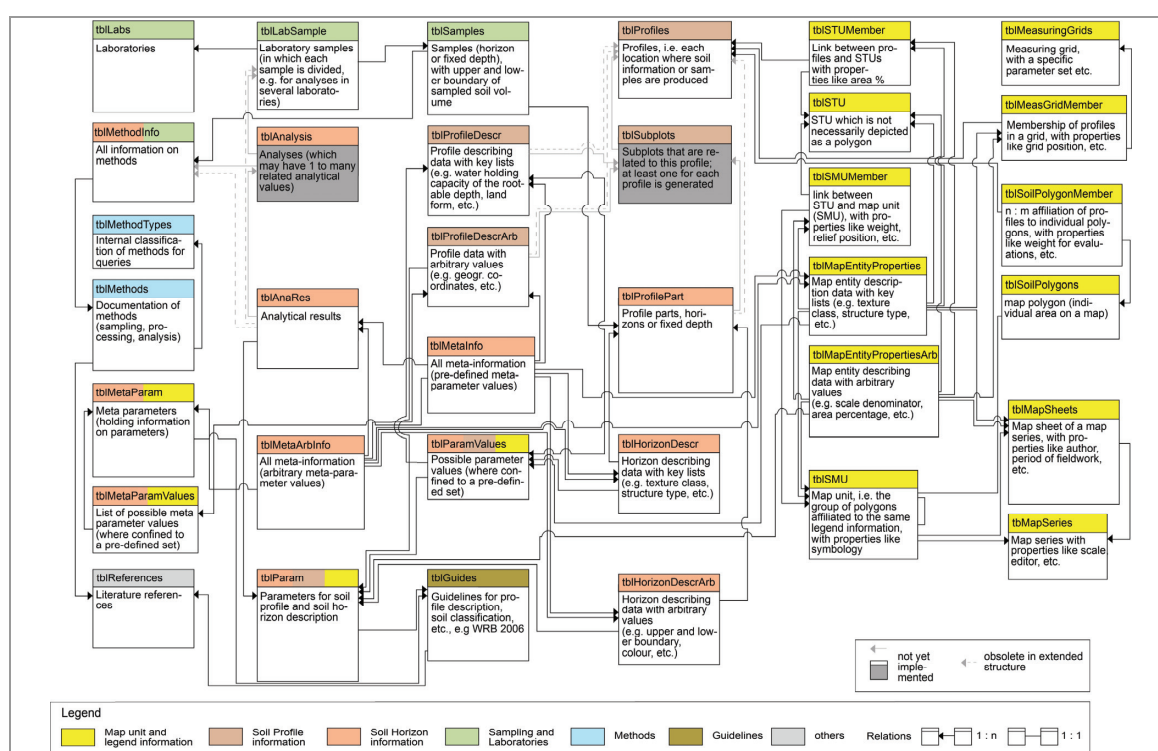 tblLabs
Laboratories
tblLabSample
Laboratory samples
(in which each
sample is divided,
e.g. for analyses in
several laboratories)
tblSamples
Samples (horizon
or fixed depth),
with upper and low-
er boundary of
sampled soil volume
tblProfiles
Profiles, i.e. each
location where soil
information or sam-
ples are produced
tblSTUMember
Link between pro-
files and STUs
with proper-
ties like area %
tblMeasuringGrids
Measuring grid,
with a specific
parameter set etc.
tblSTU
STU which is not
necessarily depicted
as a polygon
tblMeasGridMember
Membership of profiles
in a grid, with properties
like grid position, etc.
tblMethodInfo
All information on
methods
tblAnalysis
Analyses (which
may have 1 to many
related analytical
values)
tblProfileDescr
Profile describing
data with key lists
(e.g. water holding
capacity of the root-
able depth, land
form, etc.)
tblSubplots
Subplots that are re-
lated to this profile;
at least one for each
profile is generated
tblSMUMember
link between
STU and map unit
(SMU), with pro-
perties like weight,
relief position, etc.
tblSoilPolygonMember
n : m affiliation of pro-
files to individual poly-
gons, with properties
like weight for evalu-
ations, etc.
tblMethodTypes
Internal classifica-
tion of methods for
queries
tblProfileDescrArb
Profile data with
arbitrary values
(e.g. geogr. co-
ordinates, etc.)
tblMapEntityProperties
Map entity descrip-
tion data with key
lists (e.g. texture
class, structure type,
etc.)
tblSoilPolygons
map polygon (indi-
vidual area on a map)
tblMethods
Documentation of
methods
(sampling, pro-
cessing, analysis)
tblAnaRes
Analytical results
tblProfilePart
Profile parts, hori-
zons or fixed depth
tblMetaInfo
All meta-information
(pre-defined meta-
parameter values)
tblMapEntityPropertiesArb
Map entity describing
data with arbitrary
values
(e.g. scale denominator,
area percentage, etc.)
tblMetaParam
Meta parameters
(holding information
on parameters)
tblMapSheets
Map sheet of a map
series, with proper-
ties like author,
period of fieldwork,
etc.
tblMetaArbInfo
All meta-information
(arbitrary meta-para-
meter values)
tblParamValues
Possible parameter
values (where con-
fined to a pre-defin-
ed set)
tblHorizonDescr
Horizon describing
data with key lists
(e.g. texture class,
structure type, etc.)
tblSMU
Map unit, i.e. the
group of polygons
affiliated to the same
legend information,
with properties like
symbology
tblMetaParamValues
List of possible meta
parameter values
(where confined to
a pre-defined set)
tbMapSeries
Map series with
properties like scale,
editor, etc.
tblReferences
Literature referen-
ces
tblParam
Parameters for soil
profile and soil hor-
izon description
tblGuides
Guidelines for pro-
file description,
soil classification,
etc., e.g WRB 2006
tblHorizonDescrArb
Horizon describing
data with arbitrary
values
(e.g. upper and low-
er boundary,
colour, etc.)
not yet
imple-
mented
obsolete in extended
structure
Legend
Map unit and
legend information
Soil Profile
information
Soil Horizon
information
Sampling and
Laboratories
Methods
Guidelines
others
Relations
1 : n
1 : 1